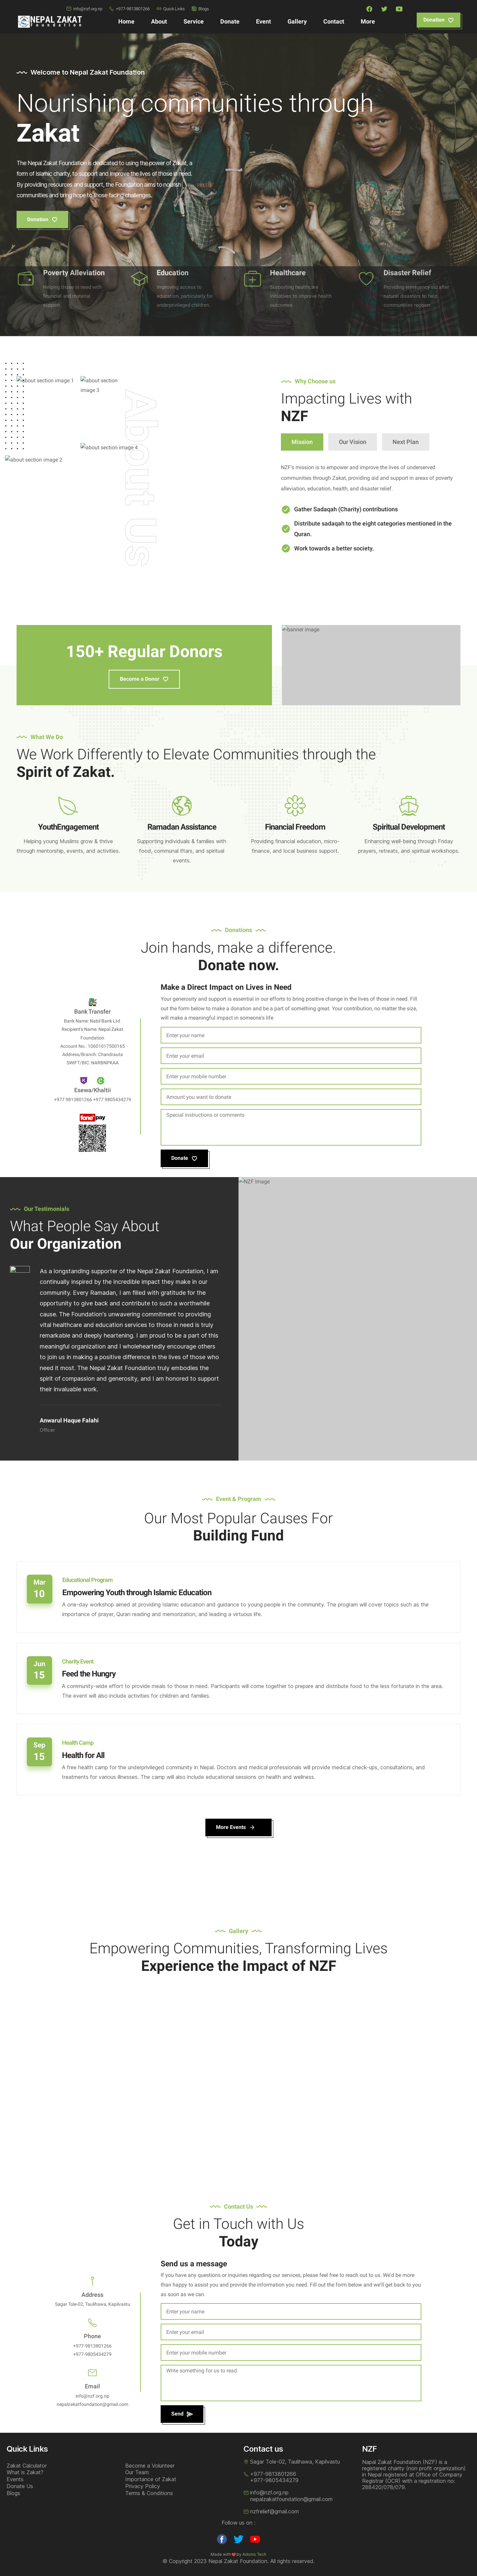 info@nzf.org.np +977-9813801266 Quick Links Blogs
NEPAL ZAKAT
foundation
Home About Service Donate Event Gallery Contact More
Donation
Welcome to Nepal Zakat Foundation
Nourishing communities through
Zakat
The Nepal Zakat Foundation is dedicated to using the power of Zakat, a
form of Islamic charity, to support and improve the lives of those in need.
By providing resources and support, the Foundation aims to nourish
communities and bring hope to those facing challenges.
Donation
Poverty Alleviation
Helping those in need with
financial and material
support.
Education
Improving access to
education, particularly for
underprivileged children.
Healthcare
Supporting healthcare
initiatives to improve health
outcomes.
Disaster Relief
Providing emergency aid after
natural disasters to help
communities recover.
about section image 1
about section
image 3
about section image 4
about section image 2
About Us
Why Choose us
Impacting Lives with
NZF
Mission Our Vision Next Plan
NZF's mission is to empower and improve the lives of underserved
communities through Zakat, providing aid and support in areas of poverty
alleviation, education, health, and disaster relief.
Gather Sadaqah (Charity) contributions
Distribute sadaqah to the eight categories mentioned in the
Quran.
Work towards a better society.
150+ Regular Donors
Become a Donor
banner image
What We Do
We Work Differently to Elevate Communities through the
Spirit of Zakat.
YouthEngagement
Helping young Muslims grow & thrive
through mentorship, events, and activities.
Ramadan Assistance
Supporting individuals & families with
food, communal iftars, and spiritual
events.
Financial Freedom
Providing financial education, micro-
finance, and local business support.
Spiritual Development
Enhancing well-being through Friday
prayers, retreats, and spiritual workshops.
Donations
Join hands, make a difference.
Donate now.
Bank Transfer
Bank Name: Nabil Bank Ltd
Recipient's Name: Nepal Zakat
Foundation
Account No : 10601017500165
Address/Branch: Chandrauta
SWIFT/BIC: NARBNPKAA
Esewa/Khalti
+977 9813801266 +977 9805434279
fonepay
Make a Direct Impact on Lives in Need
Your generosity and support is essential in our efforts to bring positive change in the lives of those in need. Fill
out the form below to make a donation and be a part of something great. Your contribution, no matter the size,
will make a meaningful impact in someone's life.
Enter your name
Enter your email
Enter your mobile number
Amount you want to donate
Special instructions or comments
Donate
Our Testimonials
What People Say About
Our Organization
As a longstanding supporter of the Nepal Zakat Foundation, I am
continually inspired by the incredible impact they make in our
community. Every Ramadan, I am filled with gratitude for the
opportunity to give back and contribute to such a worthwhile
cause. The Foundation's unwavering commitment to providing
vital healthcare and education services to those in need is truly
remarkable and deeply heartening. I am proud to be a part of this
meaningful organization and I wholeheartedly encourage others
to join us in making a positive difference in the lives of those who
need it most. The Nepal Zakat Foundation truly embodies the
spirit of compassion and generosity, and I am honored to support
their invaluable work.
Anwarul Haque Falahi
Officer
NZF Image
Event & Program
Our Most Popular Causes For
Building Fund
Mar
10
Educational Program
Empowering Youth through Islamic Education
A one-day workshop aimed at providing Islamic education and guidance to young people in the community. The program will cover topics such as the
importance of prayer, Quran reading and memorization, and leading a virtuous life.
Jun
15
Charity Event
Feed the Hungry
A community-wide effort to provide meals to those in need. Participants will come together to prepare and distribute food to the less fortunate in the area.
The event will also include activities for children and families.
Sep
15
Health Camp
Health for All
A free health camp for the underprivileged community in Nepal. Doctors and medical professionals will provide medical check-ups, consultations, and
treatments for various illnesses. The camp will also include educational sessions on health and wellness.
More Events
Gallery
Empowering Communities, Transforming Lives
Experience the Impact of NZF
Contact Us
Get in Touch with Us
Today
Address
Sagar Tole-02, Taulihawa, Kapilvastu
Phone
+977-9813801266
+977-9805434279
Email
info@nzf.org.np
nepalzakatfoundation@gmail.com
Send us a message
If you have any questions or inquiries regarding our services, please feel free to reach out to us. We'd be more
than happy to assist you and provide the information you need. Fill out the form below and we'll get back to you
as soon as we can.
Enter your name
Enter your email
Enter your mobile number
Write something for us to read
Send
Quick Links
Zakat Calculator
What is Zakat?
Events
Donate Us
Blogs
Become a Volunteer
Our Team
Importance of Zakat
Privacy Policy
Terms & Conditions
Contact us
Sagar Tole-02, Taulihawa, Kapilvastu
+977-9813801266
+977-9805434279
info@nzf.org.np
nepalzakatfoundation@gmail.com
nzfrelief@gmail.com
NZF
Nepal Zakat Foundation (NZF) is a
registered charity (non profit organization)
in Nepal registered at Office of Company
Registrar (OCR) with a registration no:
288420/078/079.
Follow us on :
Made with by Adonis Tech
© Copyright 2023 Nepal Zakat Foundation. All rights reserved.